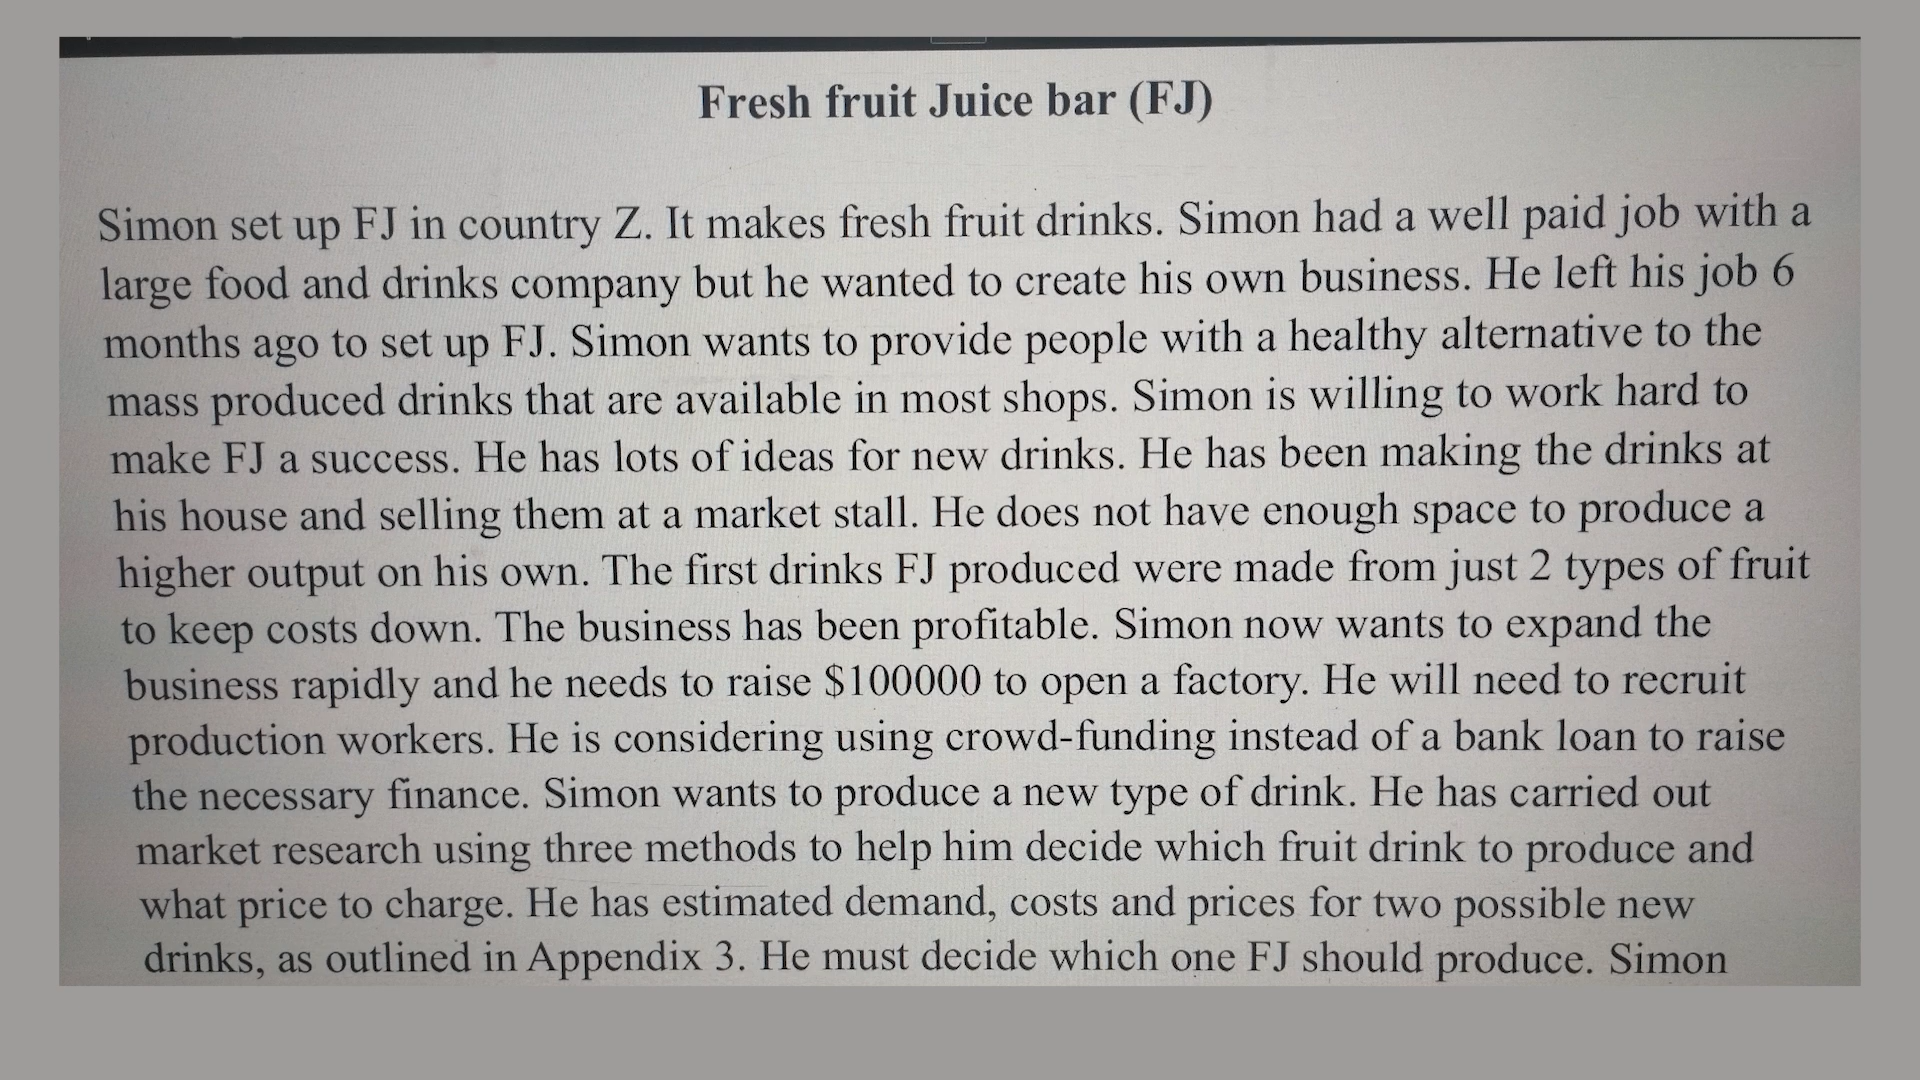 Fresh fruit Juice bar (FJ)
Simon set up FJ in country Z. It makes fresh fruit drinks. Simon had a well paid job with a
large food and drinks company but he wanted to create his own business. He left his job 6
months ago to set up FJ. Simon wants to provide people with a healthy alternative to the
mass produced drinks that are available in most shops. Simon is willing to work hard to
make FJ a success. He has lots of ideas for new drinks. He has been making the drinks at
his house and selling them at a market stall. He does not have enough space to produce a
higher output on his own. The first drinks FJ produced were made from just 2 types of fruit
to keep costs down. The business has been profitable. Simon now wants to expand the
business rapidly and he needs to raise $100000 to open a factory. He will need to recruit
production workers. He is considering using crowd-funding instead of a bank loan to raise
the necessary finance. Simon wants to produce a new type of drink. He has carried out
market research using three methods to help him decide which fruit drink to produce and
what price to charge. He has estimated demand, costs and prices for two possible new
drinks, as outlined in Appendix 3. He must decide which one FJ should produce. Simon